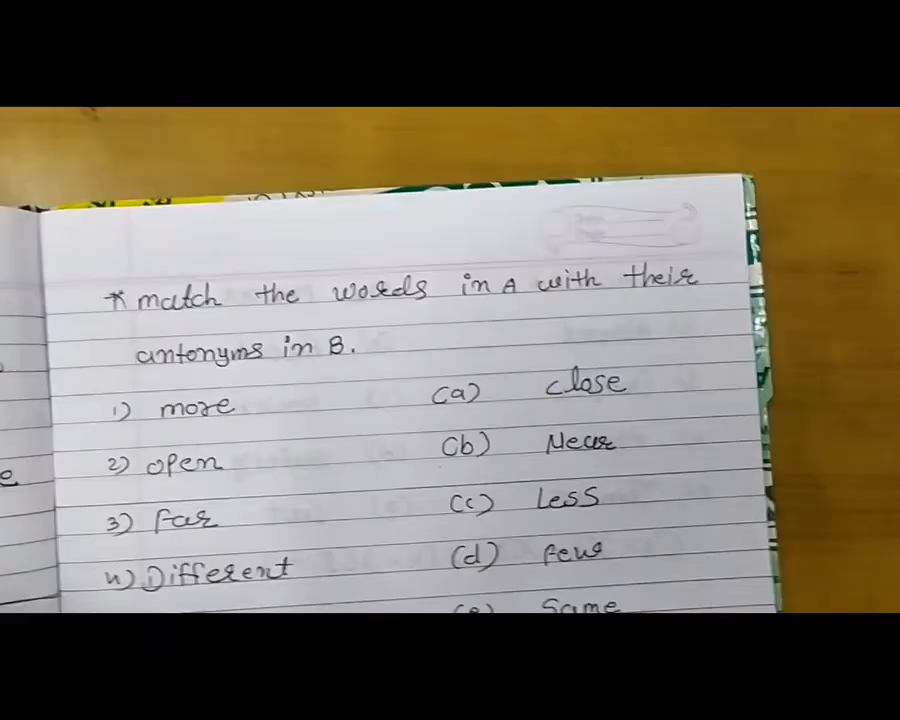 * match the words in A with their
antonyms in B.
1) more (a) close
2) open (b) Near
3) far (c) Less
4) Different (d) few
(e) Same